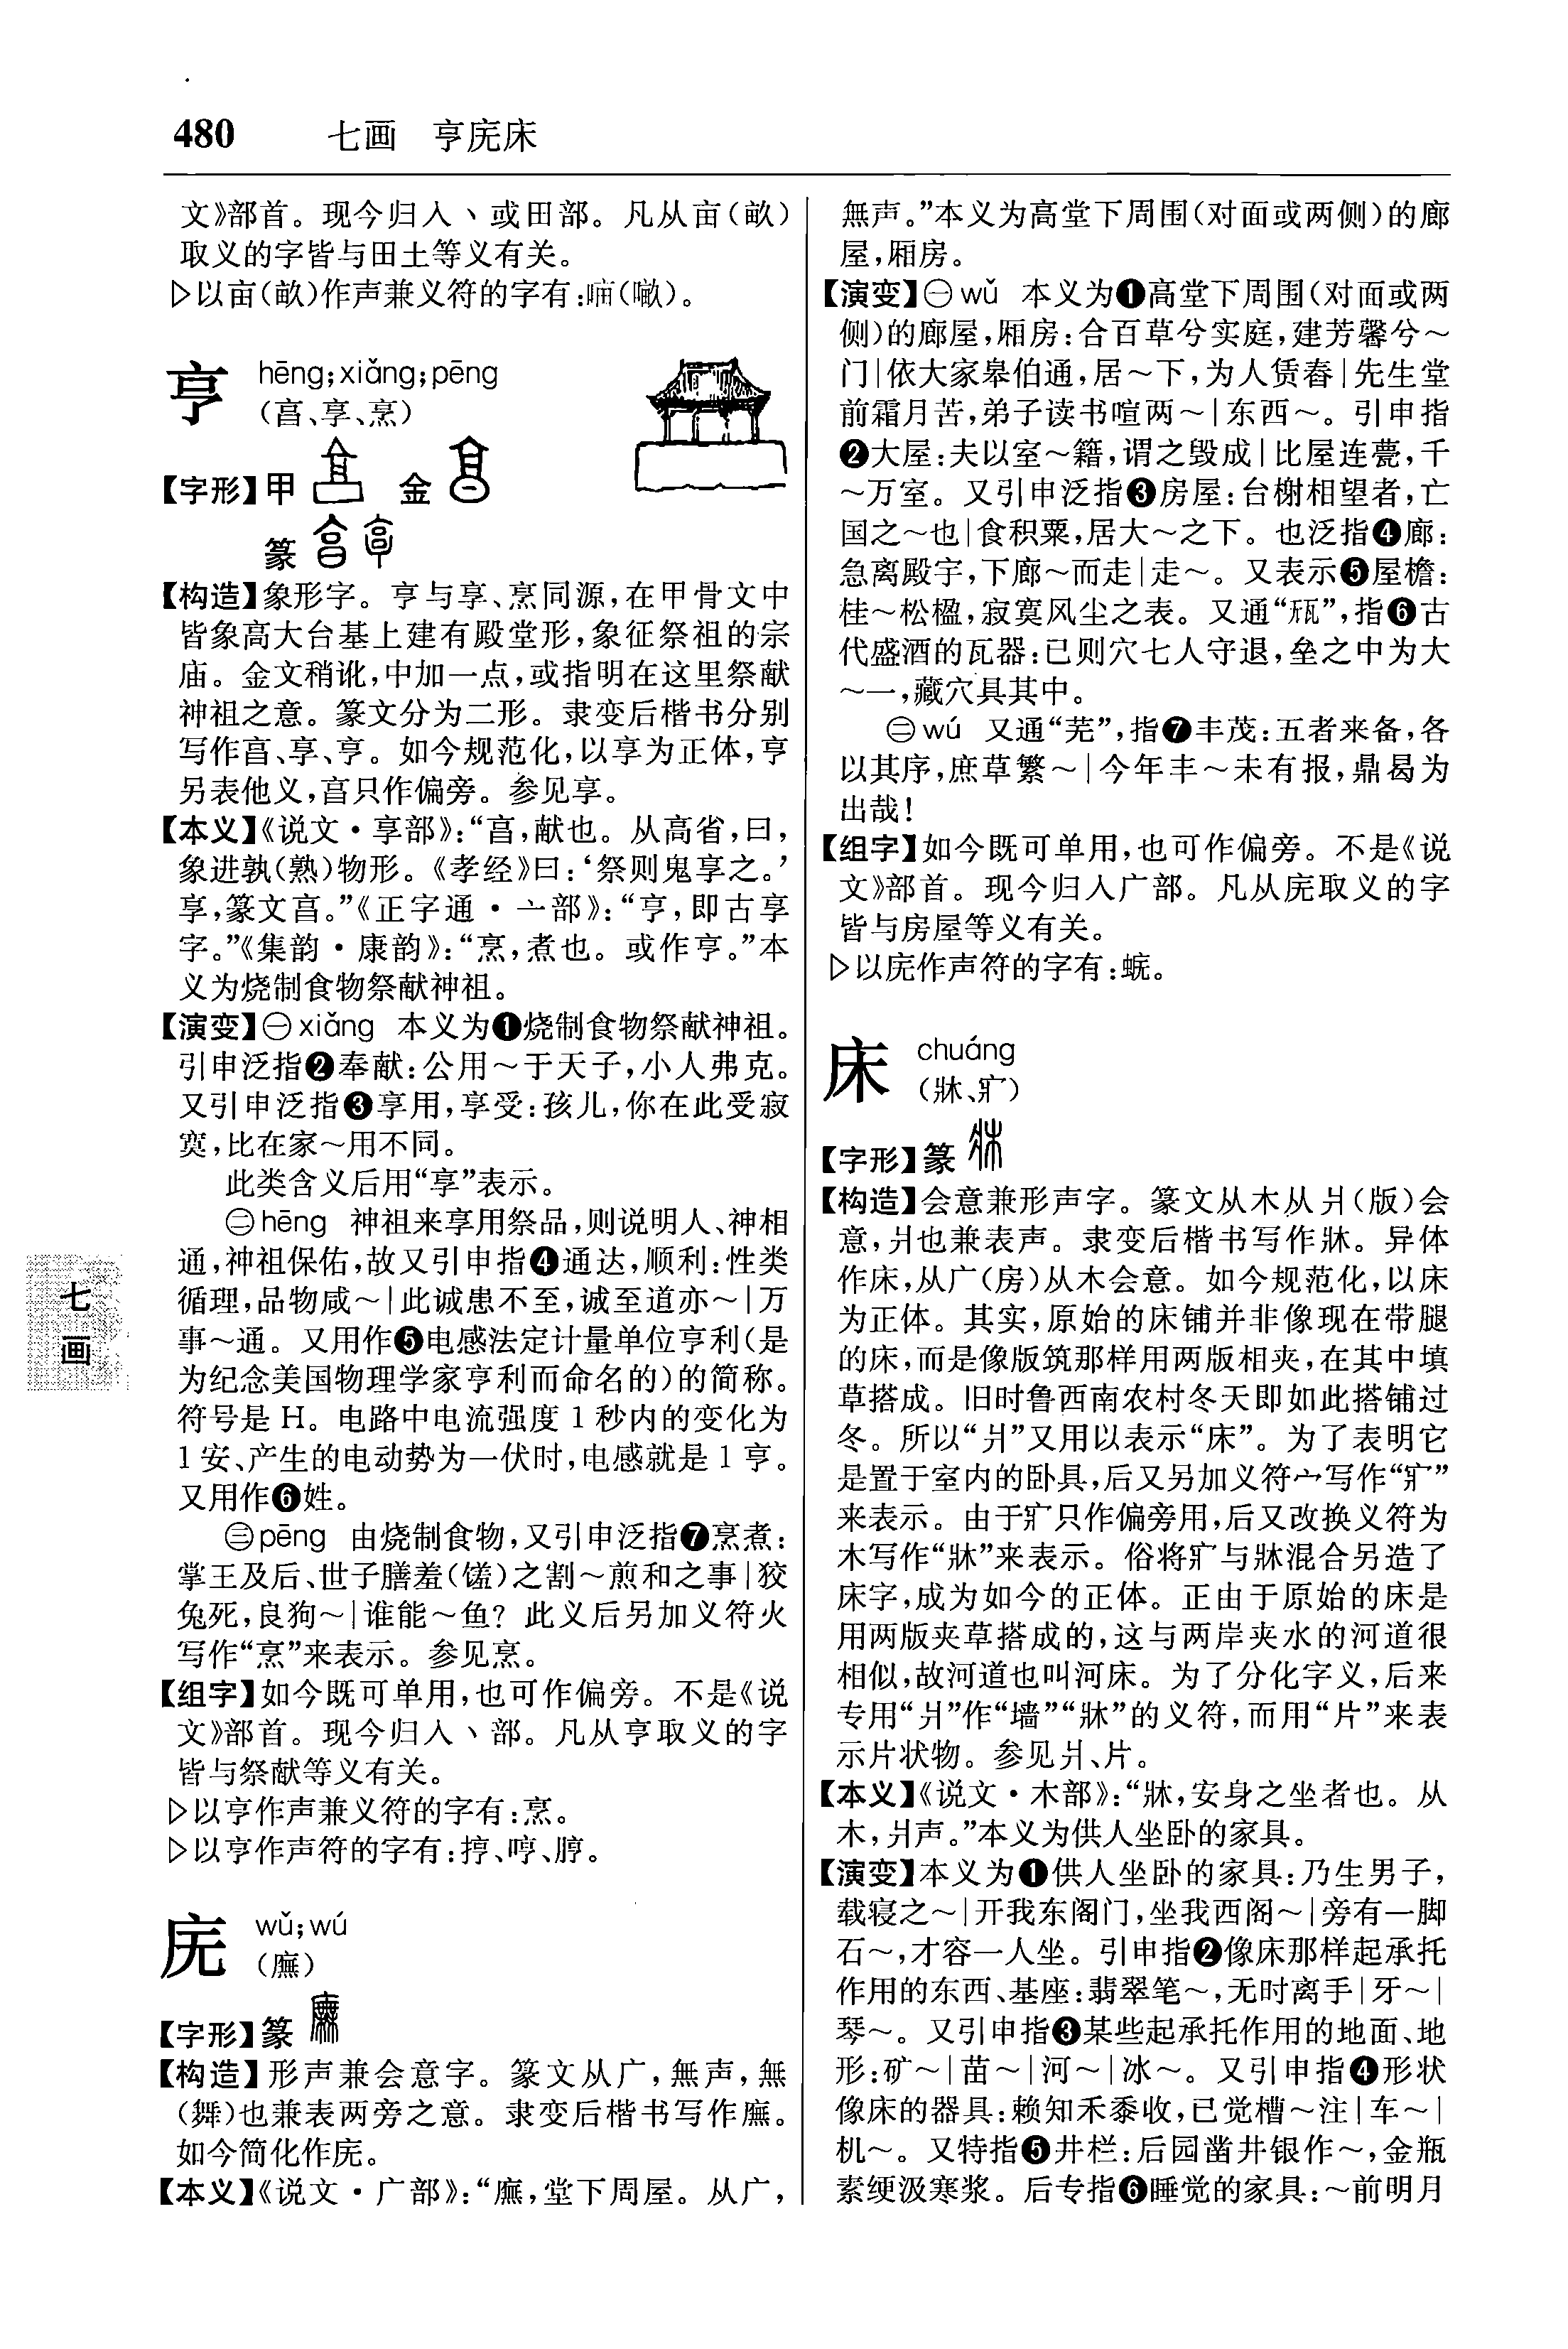 480 七画 亨庑床
文》部首。现今归入丶或田部。凡从亩(畝)
取义的字皆与田土等义有关。
▷以亩(畝)作声兼义符的字有:
亨 hēng;xiǎng;pēng
(亯、享、烹)
【字形】甲 金
篆
【构造】象形字。亨与享、烹同源,在甲骨文中
皆象高大台基上建有殿堂形,象征祭祖的宗
庙。金文稍讹,中加一点,或指明在这里祭献
神祖之意。篆文分为二形。隶变后楷书分别
写作亯、享、亨。如今规范化,以享为正体,亨
另表他义,亯只作偏旁。参见享。
【本义】《说文·享部》:“亯,献也。从高省,曰,
象进孰(熟)物形。《孝经》曰:‘祭则鬼享之。’
享,篆文亯。”《正字通·亠部》:“亨,即古享
字。”《集韵·康韵》:“烹,煮也。或作亨。”本
义为烧制食物祭献神祖。
【演变】㊀xiǎng 本义为❶烧制食物祭献神祖。
引申泛指❷奉献:公用～于天子,小人弗克。
又引申泛指❸享用,享受:孩儿,你在此受寂
寞,比在家～用不同。
此类含义后用“享”表示。
㊁hēng 神祖来享用祭品,则说明人、神相
通,神祖保佑,故又引申指❹通达,顺利:性类
循理,品物咸～|此诚患不至,诚至道亦～|万
事～通。又用作❺电感法定计量单位亨利(是
为纪念美国物理学家亨利而命名的)的简称。
符号是 H。电路中电流强度 1 秒内的变化为
1 安、产生的电动势为一伏时,电感就是 1 亨。
又用作❻姓。
㊂pēng 由烧制食物,又引申泛指❼烹煮:
掌王及后、世子膳羞(馐)之割～煎和之事|狡
兔死,良狗～|谁能～鱼?此义后另加义符火
写作“烹”来表示。参见烹。
【组字】如今既可单用,也可作偏旁。不是《说
文》部首。现今归入丶部。凡从亨取义的字
皆与祭献等义有关。
▷以亨作声兼义符的字有:烹。
▷以亨作声符的字有:㧸、哼、脝。
庑 wǔ;wú
(廡)
【字形】篆
【构造】形声兼会意字。篆文从广,無声,無
(舞)也兼表两旁之意。隶变后楷书写作廡。
如今简化作庑。
【本义】《说文·广部》:“廡,堂下周屋。从广,
無声。”本义为高堂下周围(对面或两侧)的廊
屋,厢房。
【演变】㊀wǔ 本义为❶高堂下周围(对面或两
侧)的廊屋,厢房:合百草兮实庭,建芳馨兮～
门|依大家皋伯通,居～下,为人赁舂|先生堂
前霜月苦,弟子读书喧两～|东西～。引申指
❷大屋:夫以室～籍,谓之毁成|比屋连甍,千
～万室。又引申泛指❸房屋:台榭相望者,亡
国之～也|食积粟,居大～之下。也泛指❹廊:
急离殿宇,下廊～而走|走～。又表示❺屋檐:
桂～松楹,寂寞风尘之表。又通“甒”,指❻古
代盛酒的瓦器:已则穴七人守退,垒之中为大
～一,藏穴具其中。
㊁wú 又通“芜”,指❼丰茂:五者来备,各
以其序,庶草繁～|今年丰～未有报,鼎曷为
出哉!
【组字】如今既可单用,也可作偏旁。不是《说
文》部首。现今归入广部。凡从庑取义的字
皆与房屋等义有关。
▷以庑作声符的字有:
床 chuáng
(牀、疒)
【字形】篆
【构造】会意兼形声字。篆文从木从爿(版)会
意,爿也兼表声。隶变后楷书写作牀。异体
作床,从广(房)从木会意。如今规范化,以床
为正体。其实,原始的床铺并非像现在带腿
的床,而是像版筑那样用两版相夹,在其中填
草搭成。旧时鲁西南农村冬天即如此搭铺过
冬。所以“爿”又用以表示“床”。为了表明它
是置于室内的卧具,后又另加义符宀写作“疒”
来表示。由于疒只作偏旁用,后又改换义符为
木写作“牀”来表示。俗将疒与牀混合另造了
床字,成为如今的正体。正由于原始的床是
用两版夹草搭成的,这与两岸夹水的河道很
相似,故河道也叫河床。为了分化字义,后来
专用“爿”作“墙”“牀”的义符,而用“片”来表
示片状物。参见爿、片。
【本义】《说文·木部》:“牀,安身之坐者也。从
木,爿声。”本义为供人坐卧的家具。
【演变】本义为❶供人坐卧的家具:乃生男子,
载寝之～|开我东阁门,坐我西阁～|旁有一脚
石～,才容一人坐。引申指❷像床那样起承托
作用的东西、基座:翡翠笔～,无时离手|牙～|
琴～。又引申指❸某些起承托作用的地面、地
形:矿～|苗～|河～|冰～。又引申指❹形状
像床的器具:赖知禾黍收,已觉槽～注|车～|
机～。又特指❺井栏:后园凿井银作～,金瓶
素绠汲寒浆。后专指❻睡觉的家具:～前明月
七
画